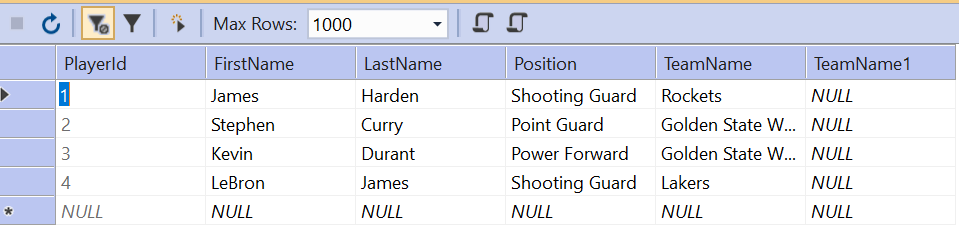 Max Rows: 1000
PlayerId FirstName LastName Position TeamName TeamName1
1 James Harden Shooting Guard Rockets NULL
2 Stephen Curry Point Guard Golden State W... NULL
3 Kevin Durant Power Forward Golden State W... NULL
4 LeBron James Shooting Guard Lakers NULL
NULL NULL NULL NULL NULL NULL